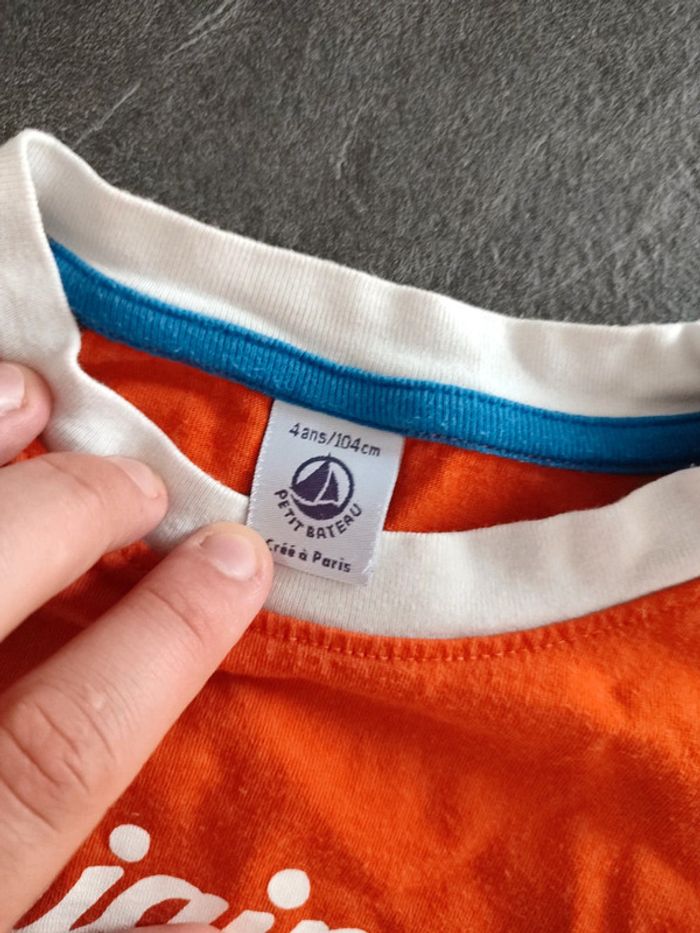 4ans/104cm
PETIT BATEAU
Créé à Paris